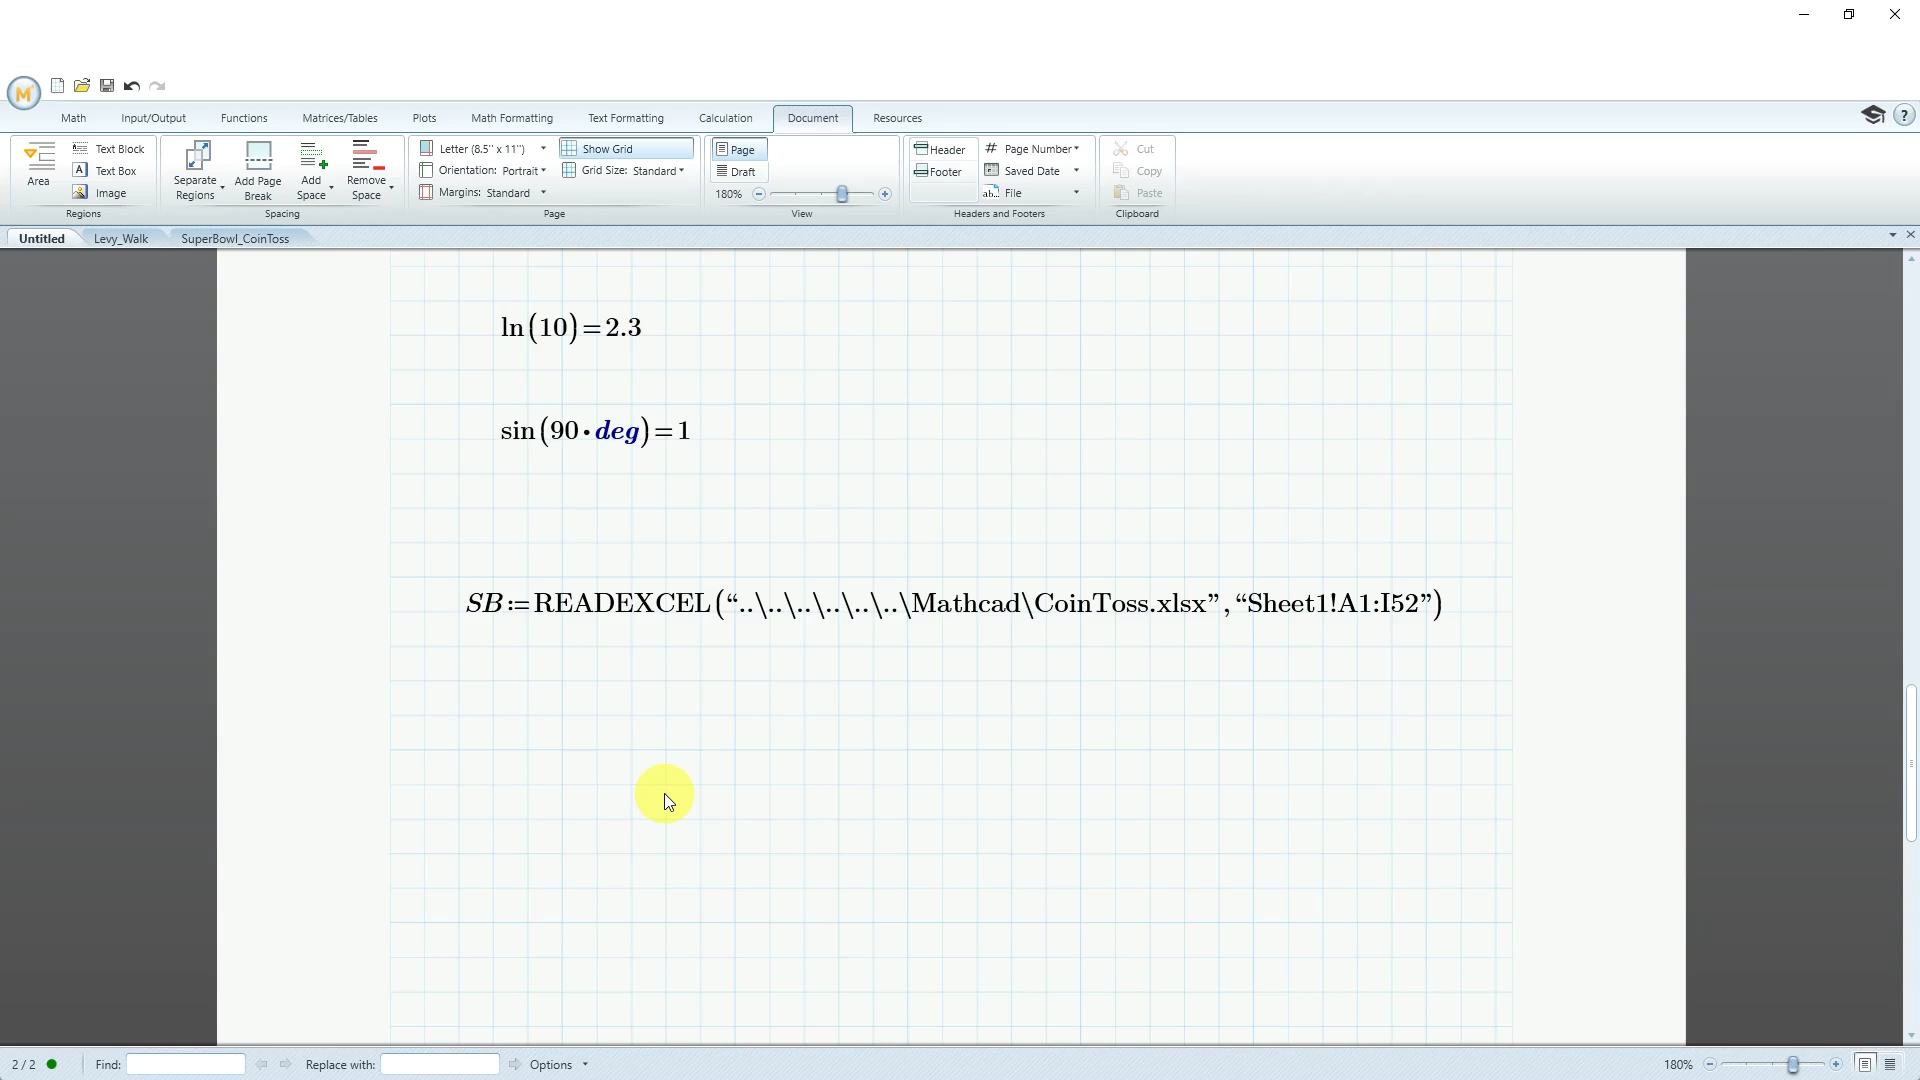 M
Math Input/Output Functions Matrices/Tables Plots Math Formatting Text Formatting Calculation Document Resources ?
Area
Text Block
A Text Box
Image
Regions
Separate Regions
Add Page Break
Add Space
Remove Space
Spacing
Letter (8.5" x 11")
Orientation: Portrait
Margins: Standard
Show Grid
Grid Size: Standard
Page
Page
Draft
180%
View
Header
Footer
# Page Number
Saved Date
ab File
Headers and Footers
Cut
Copy
Paste
Clipboard
Untitled Levy_Walk SuperBowl_CoinToss
ln(10)=2.3
sin(90·deg)=1
SB:=READEXCEL(“..\..\..\..\..\..\Mathcad\CoinToss.xlsx”,“Sheet1!A1:I52”)
2/2 Find: Replace with: Options 180%